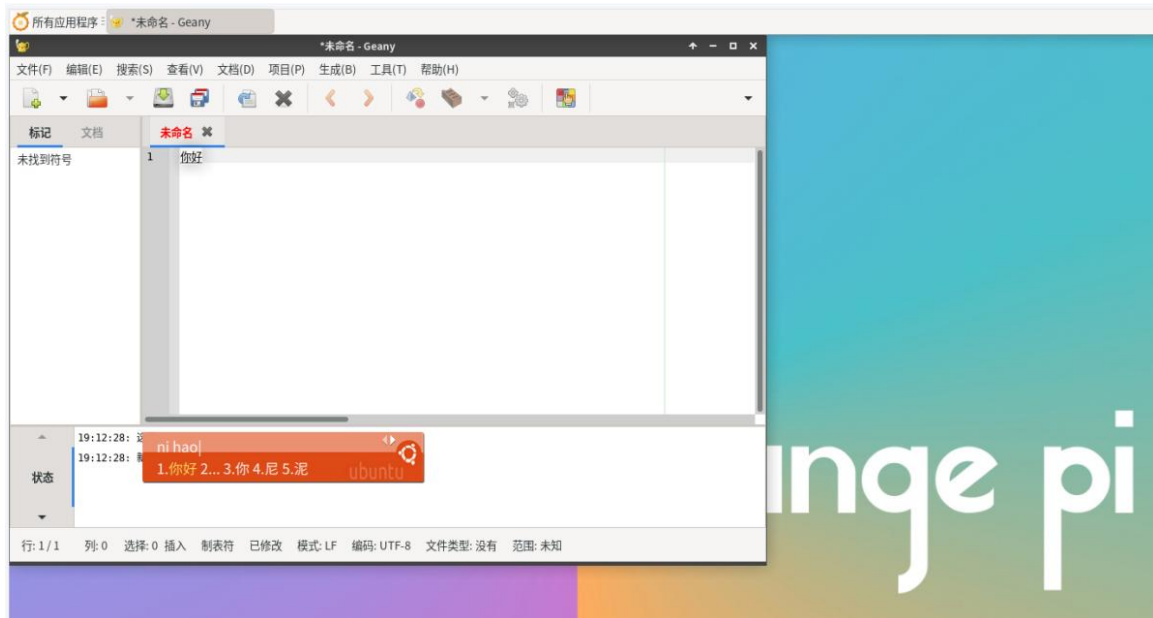 所有应用程序 *未命名 - Geany
*未命名 - Geany
文件(F) 编辑(E) 搜索(S) 查看(V) 文档(D) 项目(P) 生成(B) 工具(T) 帮助(H)
标记 文档 未命名
未找到符号 1 你好
19:12:28:
19:12:28:
状态
ni hao
1.你好 2... 3.你 4.尼 5.泥
ubuntu
行: 1 / 1 列: 0 选择: 0 插入 制表符 已修改 模式: LF 编码: UTF-8 文件类型: 没有 范围: 未知
nge pi